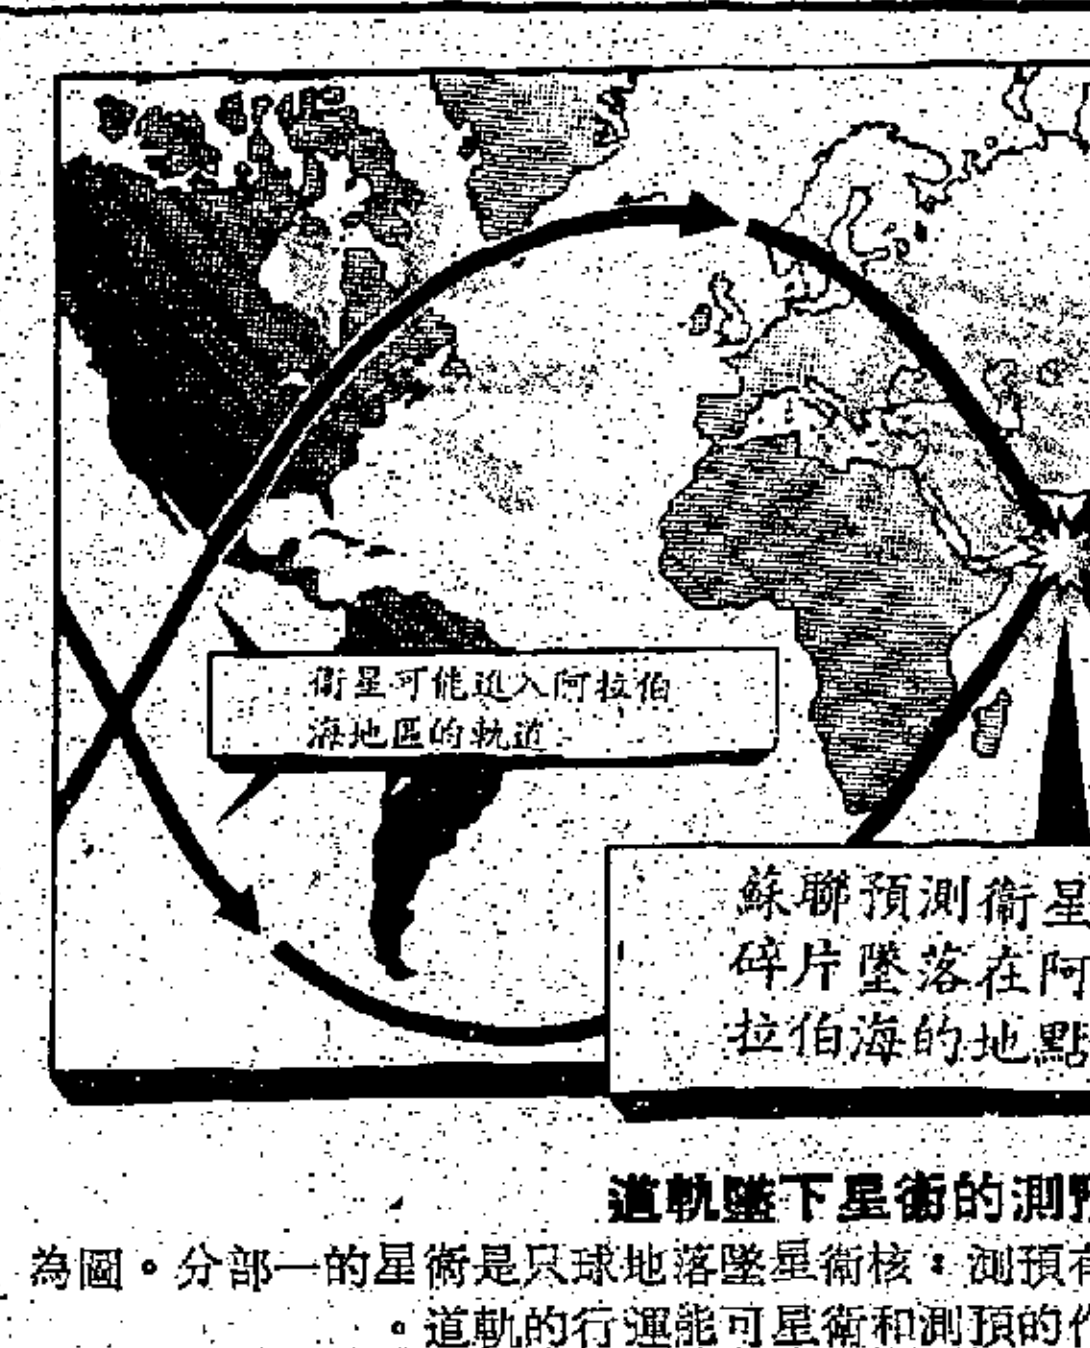 衛星可能進入阿拉伯
海地區的軌道
蘇聯預測衛星
碎片墜落在阿
拉伯海的地點
預測的衛星下墜軌道
有預測：核衛星墜落地球只是衛星的一部分。圖為
作的預測和衛星可能運行的軌道。